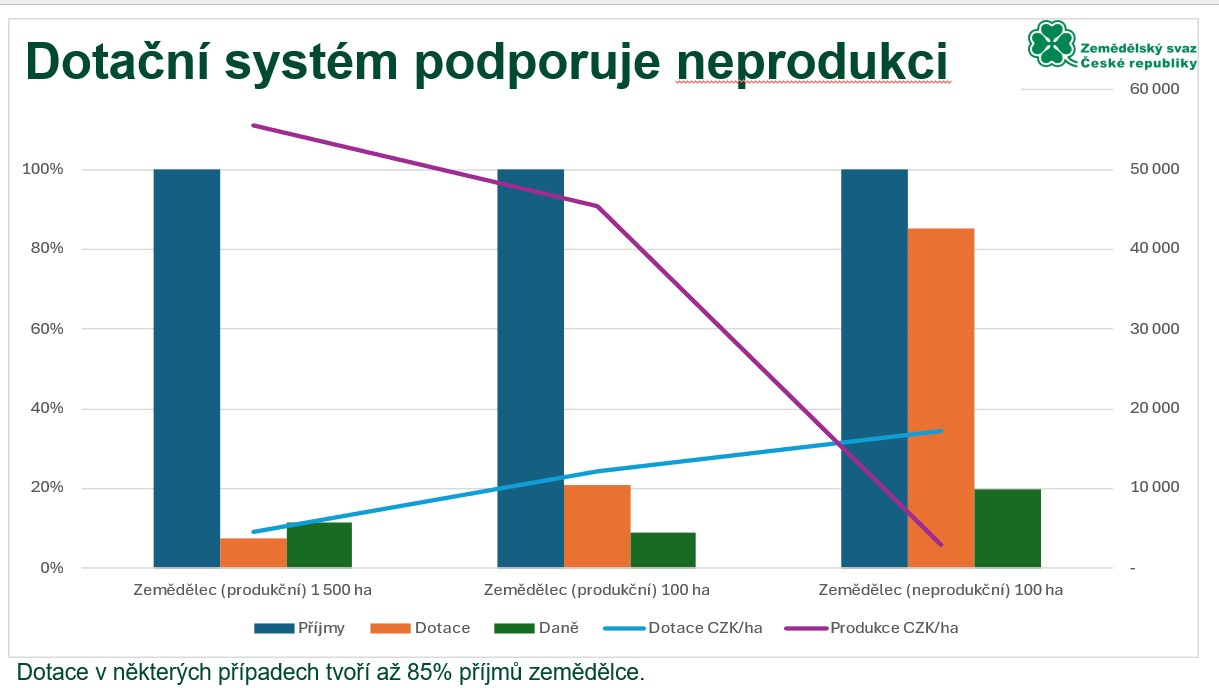 Dotační systém podporuje neprodukci
Zemědělský svaz
České republiky
60 000
100%
50 000
80%
40 000
60%
30 000
40%
20 000
20%
10 000
0%
-
Zemědělec (produkční) 1 500 ha
Zemědělec (produkční) 100 ha
Zemědělec (neprodukční) 100 ha
Příjmy
Dotace
Daně
Dotace CZK/ha
Produkce CZK/ha
Dotace v některých případech tvoří až 85% příjmů zemědělce.